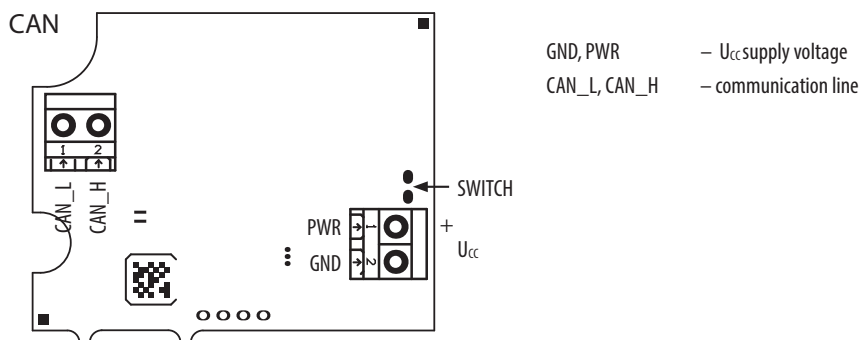 CAN
GND, PWR – Ucc supply voltage
CAN_L, CAN_H – communication line
1 2
CAN_L
CAN_H
SWITCH
PWR 1 +
Ucc
GND 2